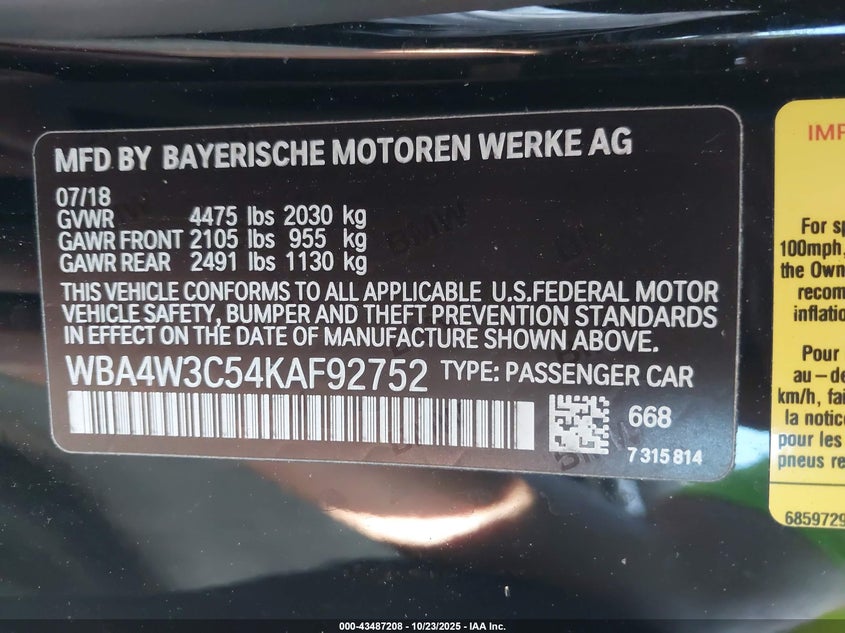 MFD BY BAYERISCHE MOTOREN WERKE AG
07/18
GVWR 4475 lbs 2030 kg
GAWR FRONT 2105 lbs 955 kg
GAWR REAR 2491 lbs 1130 kg
THIS VEHICLE CONFORMS TO ALL APPLICABLE U.S.FEDERAL MOTOR
VEHICLE SAFETY, BUMPER AND THEFT PREVENTION STANDARDS
IN EFFECT ON THE DATE OF MANUFACTURE SHOWN ABOVE.
WBA4W3C54KAF92752 TYPE: PASSENGER CAR
668
7 315 814
For
100mph,
the Own
recom
inflatio
Pour
au-de
km/h, fai
la notice
pour les
pneus re
6859729
000-43487208 - 10/23/2025 - IAA Inc.